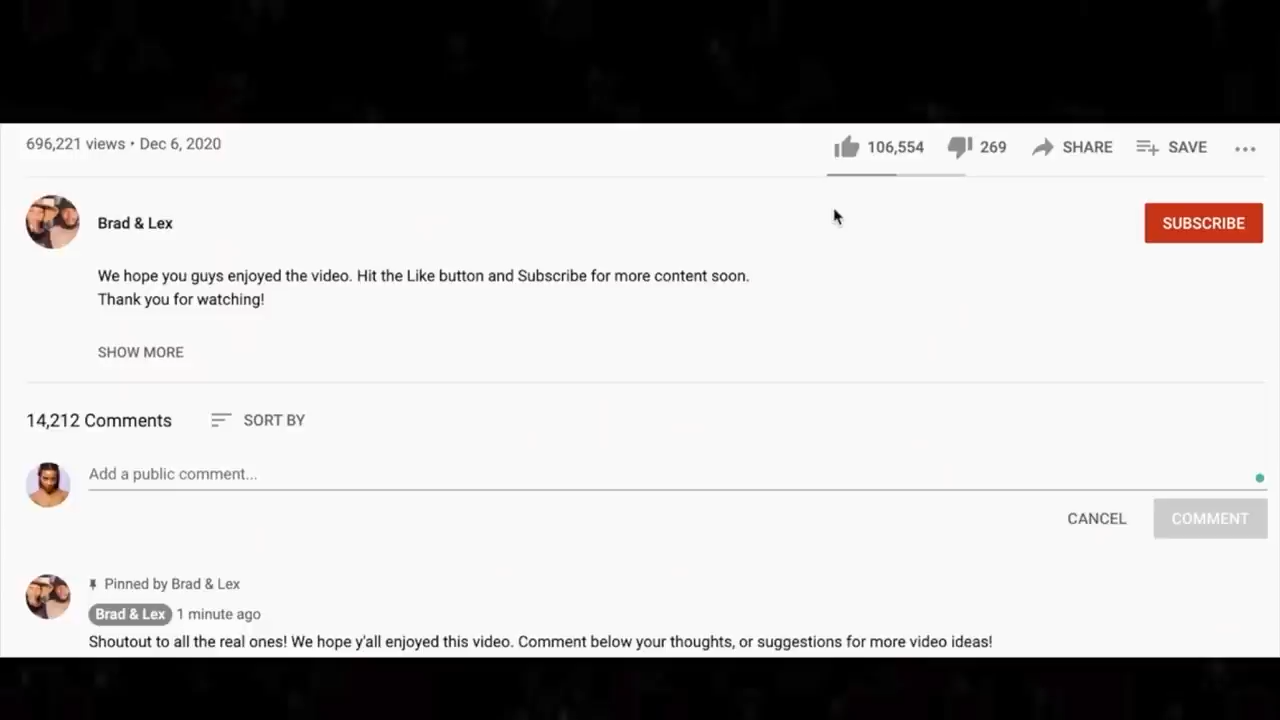 696,221 views • Dec 6, 2020
106,554
269
SHARE
SAVE
Brad & Lex
SUBSCRIBE
We hope you guys enjoyed the video. Hit the Like button and Subscribe for more content soon.
Thank you for watching!
SHOW MORE
14,212 Comments
SORT BY
Add a public comment...
CANCEL
COMMENT
Pinned by Brad & Lex
Brad & Lex 1 minute ago
Shoutout to all the real ones! We hope y'all enjoyed this video. Comment below your thoughts, or suggestions for more video ideas!